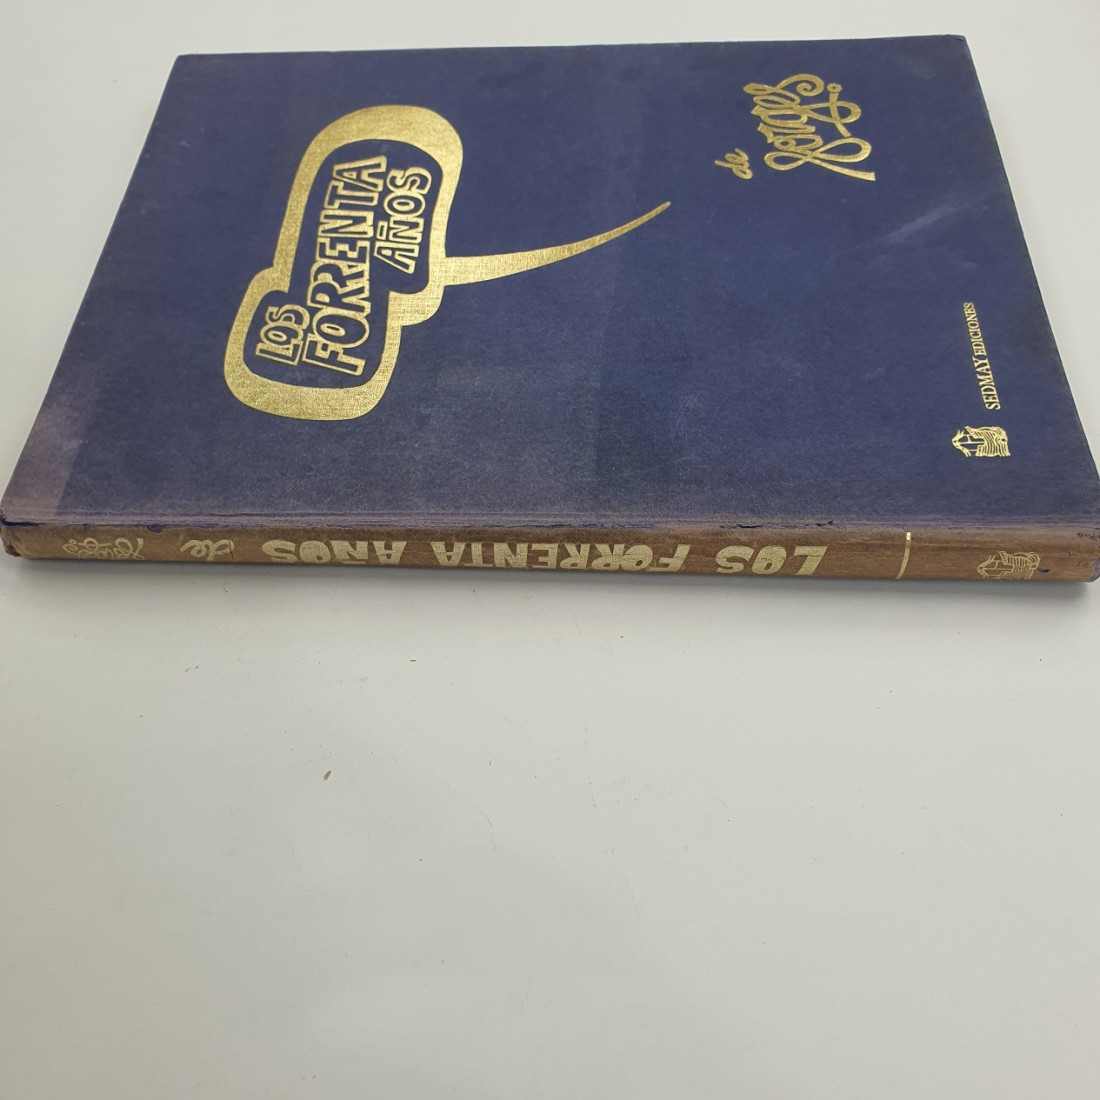 LOS
FORRENTA
AÑOS
de
forges.
SEDMAY EDICIONES
LOS FORRENTA AÑOS de forges.